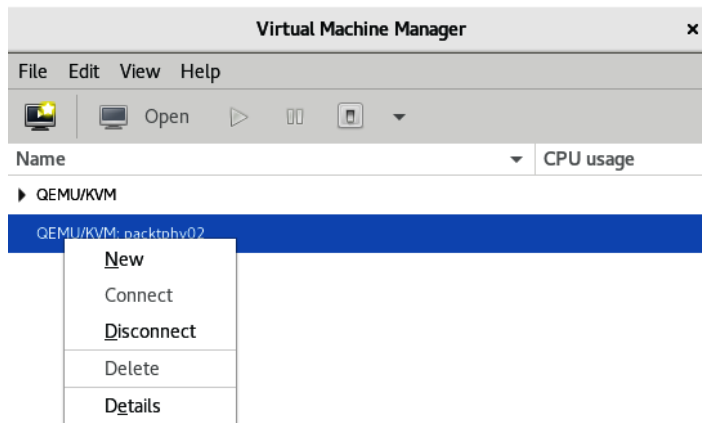 Virtual Machine Manager ×
File Edit View Help
Open
Name CPU usage
QEMU/KVM
QEMU/KVM: packtphy02
New
Connect
Disconnect
Delete
Details